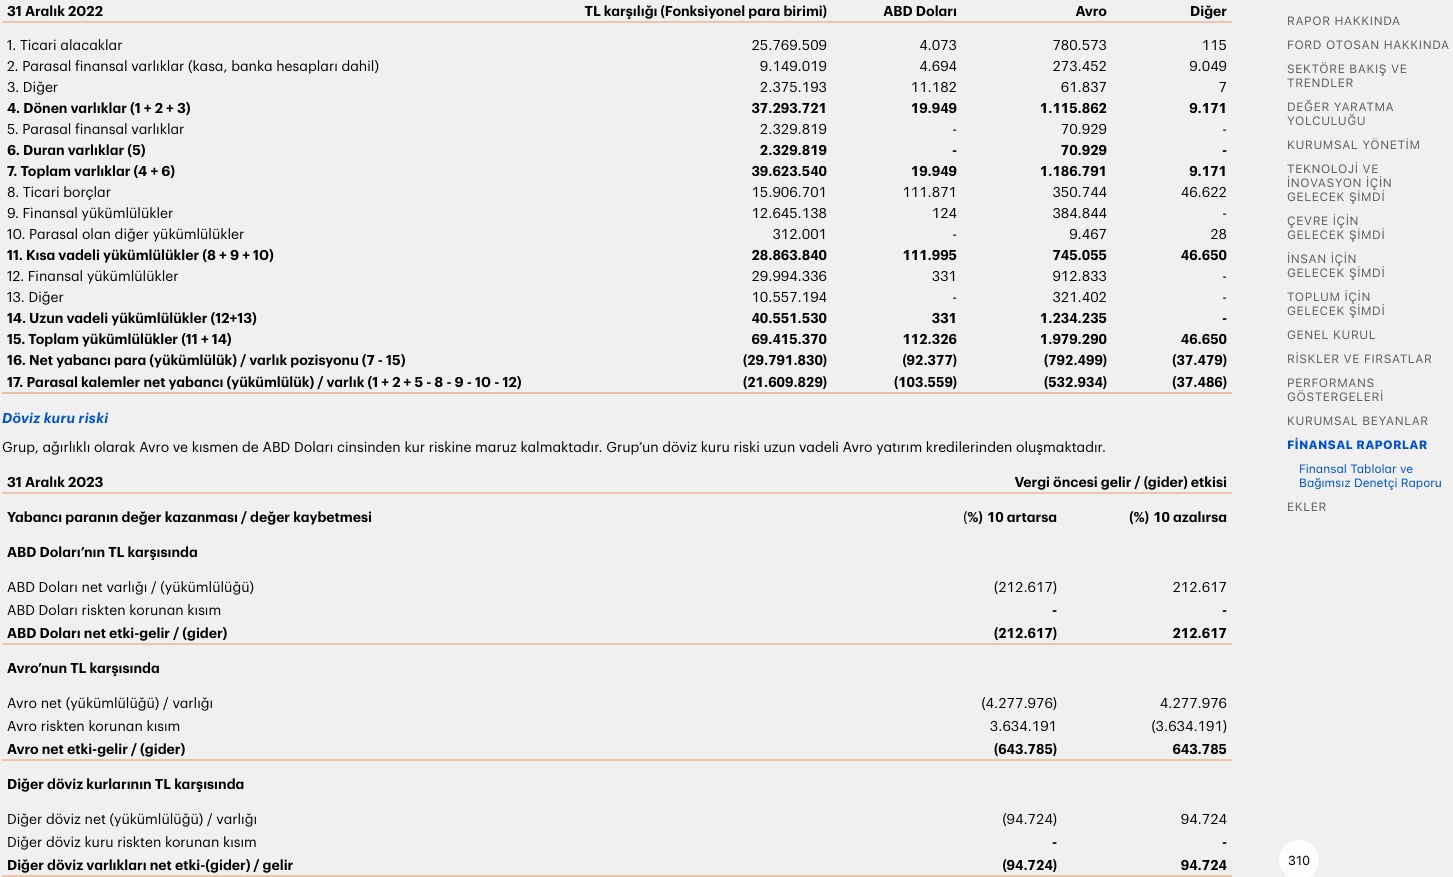 31 Aralık 2022 TL karşılığı (Fonksiyonel para birimi) ABD Doları Avro Diğer
1. Ticari alacaklar 25.769.509 4.073 780.573 115
2. Parasal finansal varlıklar (kasa, banka hesapları dahil) 9.149.019 4.694 273.452 9.049
3. Diğer 2.375.193 11.182 61.837 7
4. Dönen varlıklar (1 + 2 + 3) 37.293.721 19.949 1.115.862 9.171
5. Parasal finansal varlıklar 2.329.819 - 70.929 -
6. Duran varlıklar (5) 2.329.819 - 70.929 -
7. Toplam varlıklar (4 + 6) 39.623.540 19.949 1.186.791 9.171
8. Ticari borçlar 15.906.701 111.871 350.744 46.622
9. Finansal yükümlülükler 12.645.138 124 384.844 -
10. Parasal olan diğer yükümlülükler 312.001 - 9.467 28
11. Kısa vadeli yükümlülükler (8 + 9 + 10) 28.863.840 111.995 745.055 46.650
12. Finansal yükümlülükler 29.994.336 331 912.833 -
13. Diğer 10.557.194 - 321.402 -
14. Uzun vadeli yükümlülükler (12+13) 40.551.530 331 1.234.235 -
15. Toplam yükümlülükler (11 + 14) 69.415.370 112.326 1.979.290 46.650
16. Net yabancı para (yükümlülük) / varlık pozisyonu (7 - 15) (29.791.830) (92.377) (792.499) (37.479)
17. Parasal kalemler net yabancı (yükümlülük) / varlık (1 + 2 + 5 - 8 - 9 - 10 - 12) (21.609.829) (103.559) (532.934) (37.486)
Döviz kuru riski
Grup, ağırlıklı olarak Avro ve kısmen de ABD Doları cinsinden kur riskine maruz kalmaktadır. Grup’un döviz kuru riski uzun vadeli Avro yatırım kredilerinden oluşmaktadır.
31 Aralık 2023 Vergi öncesi gelir / (gider) etkisi
Yabancı paranın değer kazanması / değer kaybetmesi (%) 10 artarsa (%) 10 azalırsa
ABD Doları’nın TL karşısında
ABD Doları net varlığı / (yükümlülüğü) (212.617) 212.617
ABD Doları riskten korunan kısım - -
ABD Doları net etki-gelir / (gider) (212.617) 212.617
Avro’nun TL karşısında
Avro net (yükümlülüğü) / varlığı (4.277.976) 4.277.976
Avro riskten korunan kısım 3.634.191 (3.634.191)
Avro net etki-gelir / (gider) (643.785) 643.785
Diğer döviz kurlarının TL karşısında
Diğer döviz net (yükümlülüğü) / varlığı (94.724) 94.724
Diğer döviz kuru riskten korunan kısım - -
Diğer döviz varlıkları net etki-(gider) / gelir (94.724) 94.724
RAPOR HAKKINDA
FORD OTOSAN HAKKINDA
SEKTÖRE BAKIŞ VE
TRENDLER
DEĞER YARATMA
YOLCULUĞU
KURUMSAL YÖNETİM
TEKNOLOJİ VE
İNOVASYON İÇİN
GELECEK ŞİMDİ
ÇEVRE İÇİN
GELECEK ŞİMDİ
İNSAN İÇİN
GELECEK ŞİMDİ
TOPLUM İÇİN
GELECEK ŞİMDİ
GENEL KURUL
RİSKLER VE FIRSATLAR
PERFORMANS
GÖSTERGELERİ
KURUMSAL BEYANLAR
FİNANSAL RAPORLAR
Finansal Tablolar ve
Bağımsız Denetçi Raporu
EKLER
310